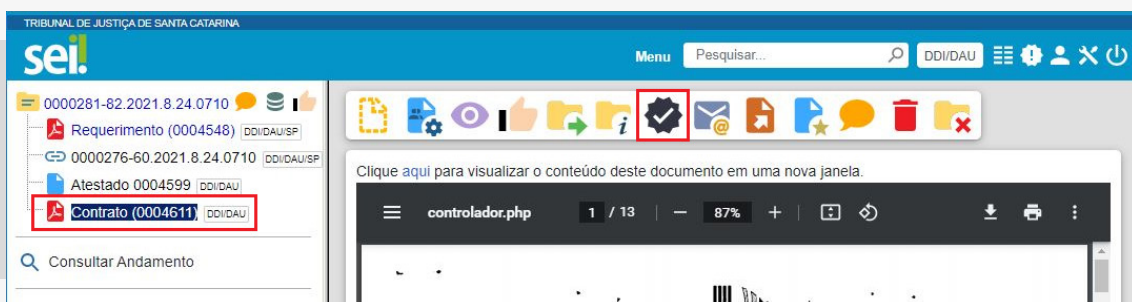 TRIBUNAL DE JUSTIÇA DE SANTA CATARINA
sei!
Menu Pesquisar... DDI/DAU
0000281-82.2021.8.24.0710
Requerimento (0004548) DDI/DAU/SP
0000276-60.2021.8.24.0710 DDI/DAU/SP
Atestado 0004599 DDI/DAU
Contrato (0004611) DDI/DAU
Consultar Andamento
Clique aqui para visualizar o conteúdo deste documento em uma nova janela.
controlador.php 1 / 13 | − 87% + |